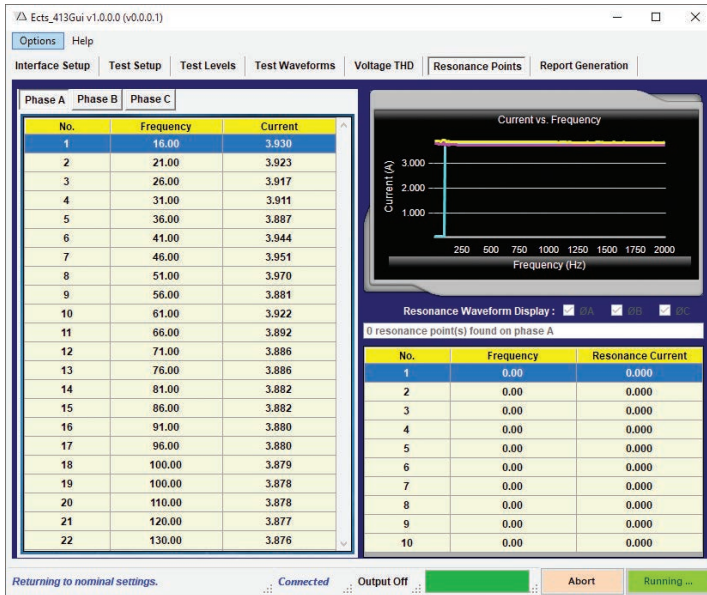 Ects_413Gui v1.0.0.0 (v0.0.0.1)
Options Help
Interface Setup Test Setup Test Levels Test Waveforms Voltage THD Resonance Points Report Generation
Phase A Phase B Phase C
No. Frequency Current
1 16.00 3.930
2 21.00 3.923
3 26.00 3.917
4 31.00 3.911
5 36.00 3.887
6 41.00 3.944
7 46.00 3.951
8 51.00 3.970
9 56.00 3.881
10 61.00 3.922
11 66.00 3.892
12 71.00 3.886
13 76.00 3.886
14 81.00 3.882
15 86.00 3.882
16 91.00 3.880
17 96.00 3.880
18 100.00 3.879
19 100.00 3.878
20 110.00 3.878
21 120.00 3.877
22 130.00 3.876
Current vs. Frequency
Current (A)
3.000
2.000
1.000
250 500 750 1000 1250 1500 1750 2000
Frequency (Hz)
Resonance Waveform Display : ØA ØB ØC
0 resonance point(s) found on phase A
No. Frequency Resonance Current
1 0.00 0.000
2 0.00 0.000
3 0.00 0.000
4 0.00 0.000
5 0.00 0.000
6 0.00 0.000
7 0.00 0.000
8 0.00 0.000
9 0.00 0.000
10 0.00 0.000
Returning to nominal settings. Connected Output Off Abort Running ...